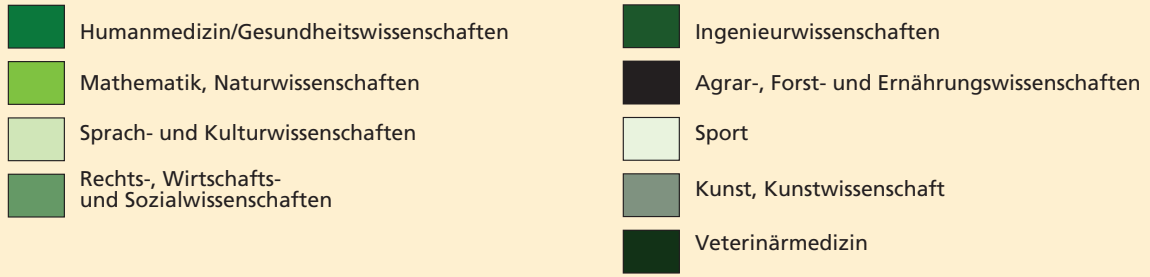 Humanmedizin/Gesundheitswissenschaften
Mathematik, Naturwissenschaften
Sprach- und Kulturwissenschaften
Rechts-, Wirtschafts-
und Sozialwissenschaften
Ingenieurwissenschaften
Agrar-, Forst- und Ernährungswissenschaften
Sport
Kunst, Kunstwissenschaft
Veterinärmedizin